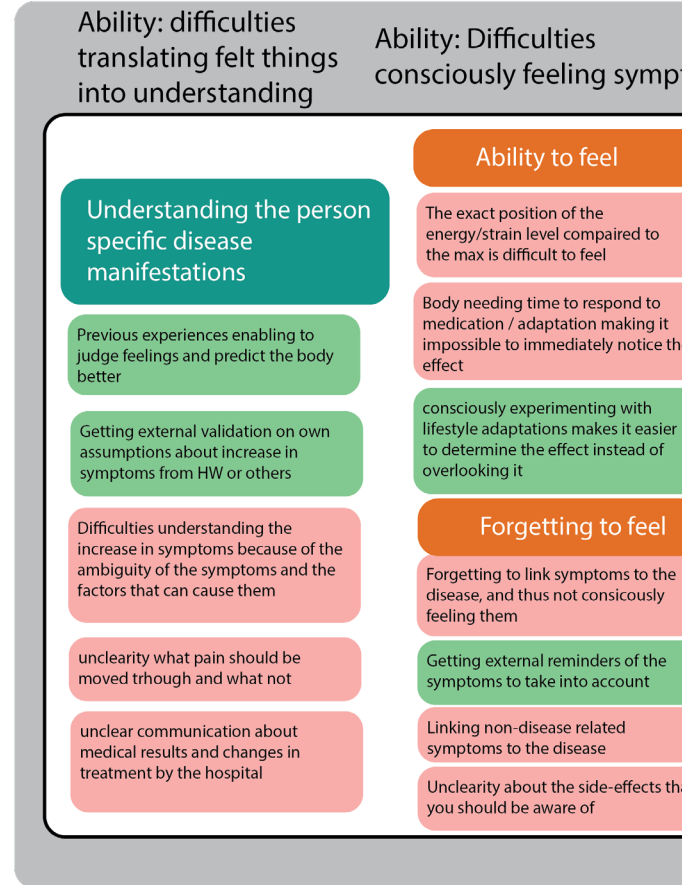 Ability: difficulties
translating felt things
into understanding
Understanding the person
specific disease
manifestations
Previous experiences enabling to
judge feelings and predict the body
better
Getting external validation on own
assumptions about increase in
symptoms from HW or others
Difficulties understanding the
increase in symptoms because of the
ambiguity of the symptoms and the
factors that can cause them
unclearity what pain should be
moved trhough and what not
unclear communication about
medical results and changes in
treatment by the hospital
Ability: Difficulties
consciously feeling sympt
Ability to feel
The exact position of the
energy/strain level compaired to
the max is difficult to feel
Body needing time to respond to
medication / adaptation making it
impossible to immediately notice th
effect
consciously experimenting with
lifestyle adaptations makes it easier
to determine the effect instead of
overlooking it
Forgetting to feel
Forgetting to link symptoms to the
disease, and thus not consicously
feeling them
Getting external reminders of the
symptoms to take into account
Linking non-disease related
symptoms to the disease
Unclearity about the side-effects tha
you should be aware of